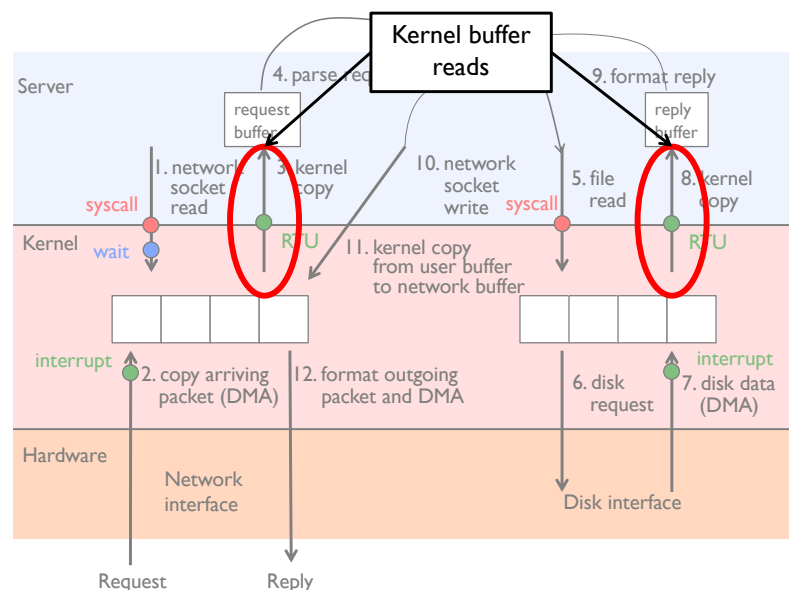 Kernel buffer
reads
4. parse req
9. format reply
Server
request
buffer
reply
buffer
1. network
socket
read
3. kernel
copy
10. network
socket
write
5. file
read
8. kernel
copy
syscall
syscall
RTU
RTU
Kernel
wait
11. kernel copy
from user buffer
to network buffer
interrupt
2. copy arriving
packet (DMA)
12. format outgoing
packet and DMA
6. disk
request
interrupt
7. disk data
(DMA)
Hardware
Network
interface
Disk interface
Request
Reply